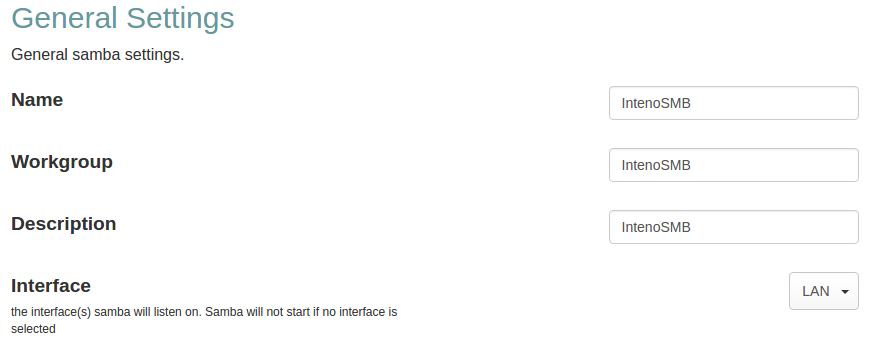 General Settings
General samba settings.
Name
IntenoSMB
Workgroup
IntenoSMB
Description
IntenoSMB
Interface
LAN
the interface(s) samba will listen on. Samba will not start if no interface is
selected